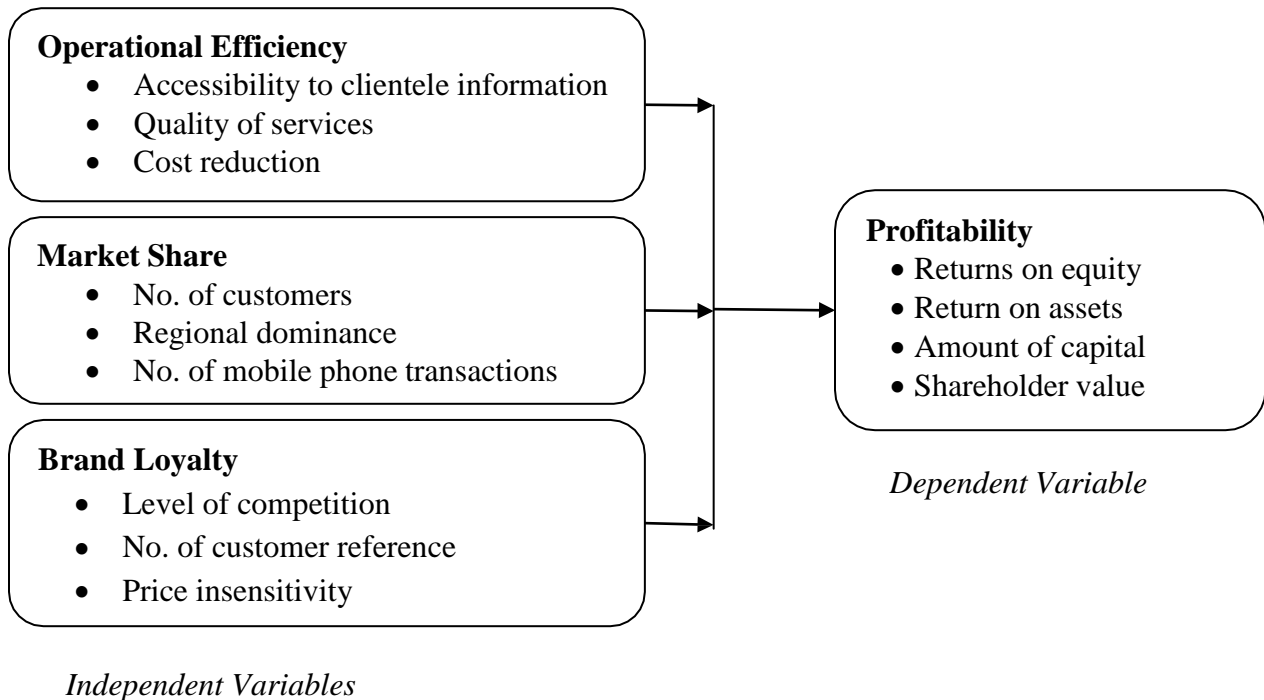 Operational Efficiency
• Accessibility to clientele information
• Quality of services
• Cost reduction
Market Share
• No. of customers
• Regional dominance
• No. of mobile phone transactions
Brand Loyalty
• Level of competition
• No. of customer reference
• Price insensitivity
Independent Variables
Profitability
• Returns on equity
• Return on assets
• Amount of capital
• Shareholder value
Dependent Variable